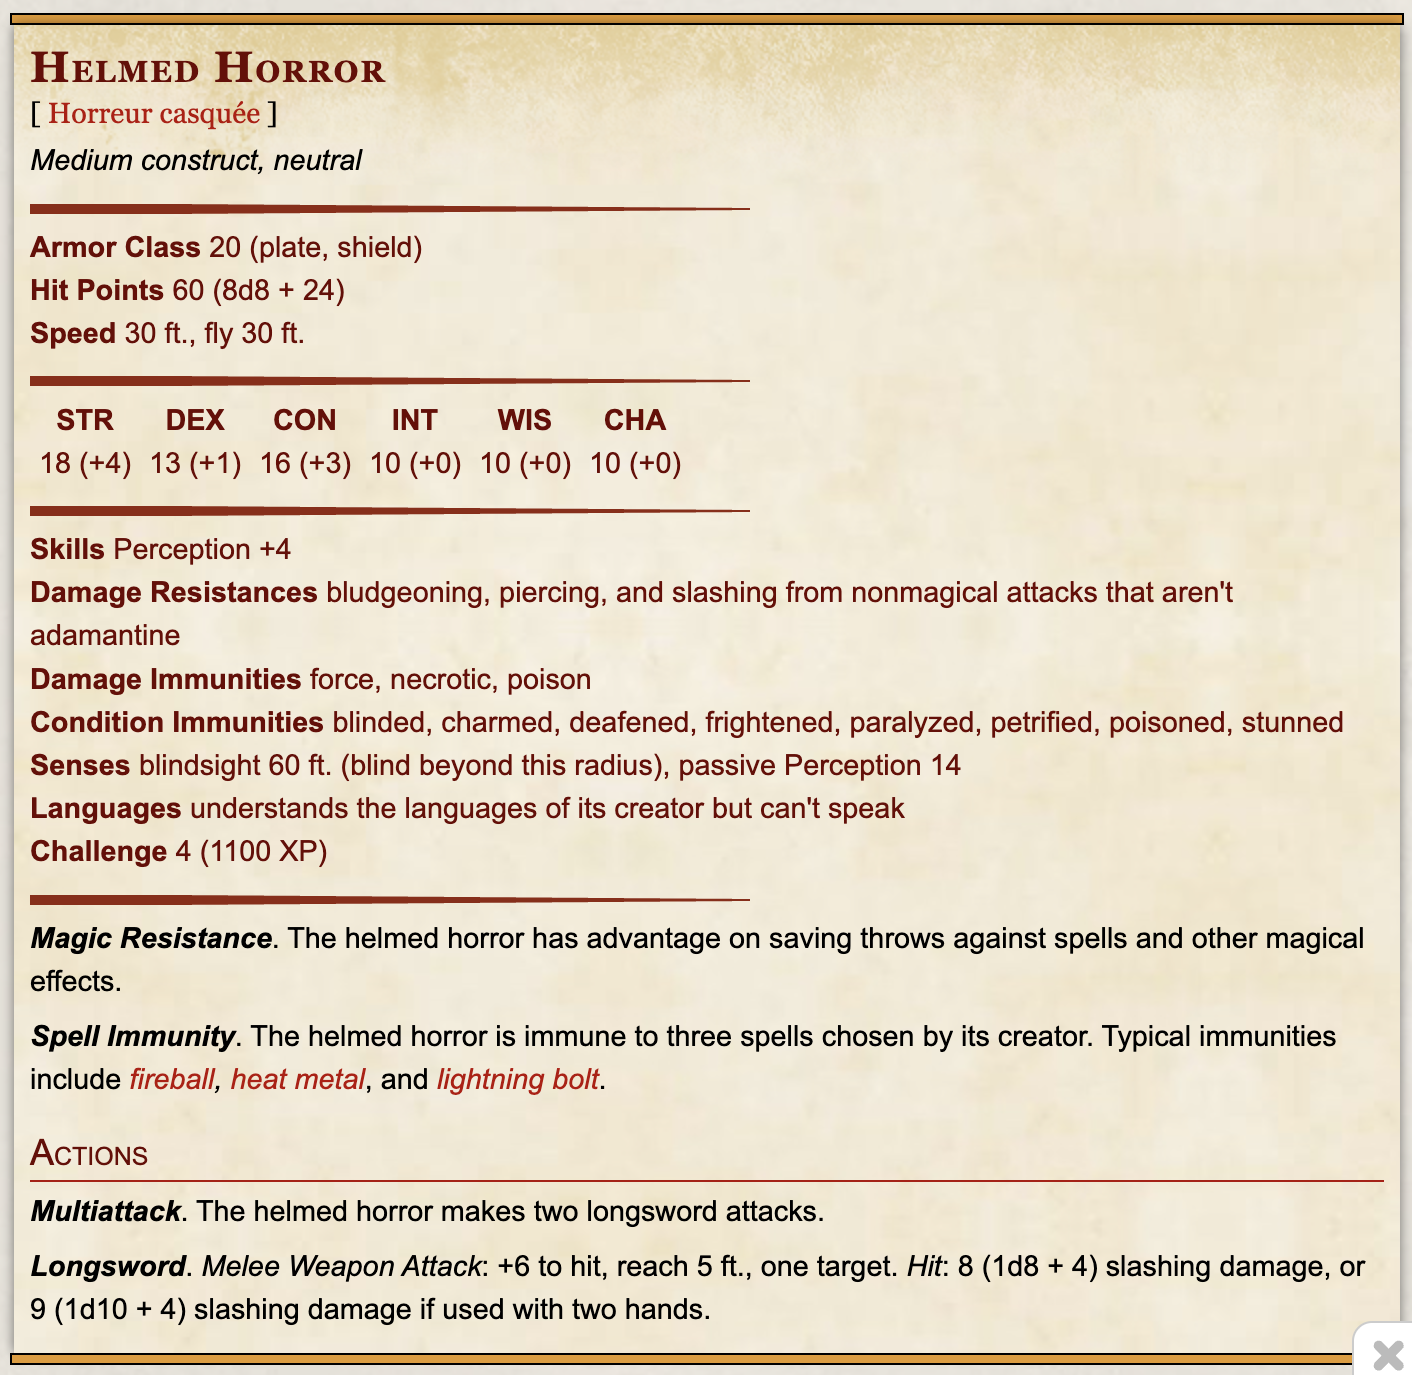 Helmed Horror
[ Horreur casquée ]
Medium construct, neutral
Armor Class 20 (plate, shield)
Hit Points 60 (8d8 + 24)
Speed 30 ft., fly 30 ft.
STR DEX CON INT WIS CHA
18 (+4) 13 (+1) 16 (+3) 10 (+0) 10 (+0) 10 (+0)
Skills Perception +4
Damage Resistances bludgeoning, piercing, and slashing from nonmagical attacks that aren't
adamantine
Damage Immunities force, necrotic, poison
Condition Immunities blinded, charmed, deafened, frightened, paralyzed, petrified, poisoned, stunned
Senses blindsight 60 ft. (blind beyond this radius), passive Perception 14
Languages understands the languages of its creator but can't speak
Challenge 4 (1100 XP)
Magic Resistance. The helmed horror has advantage on saving throws against spells and other magical
effects.
Spell Immunity. The helmed horror is immune to three spells chosen by its creator. Typical immunities
include fireball, heat metal, and lightning bolt.
Actions
Multiattack. The helmed horror makes two longsword attacks.
Longsword. Melee Weapon Attack: +6 to hit, reach 5 ft., one target. Hit: 8 (1d8 + 4) slashing damage, or
9 (1d10 + 4) slashing damage if used with two hands.